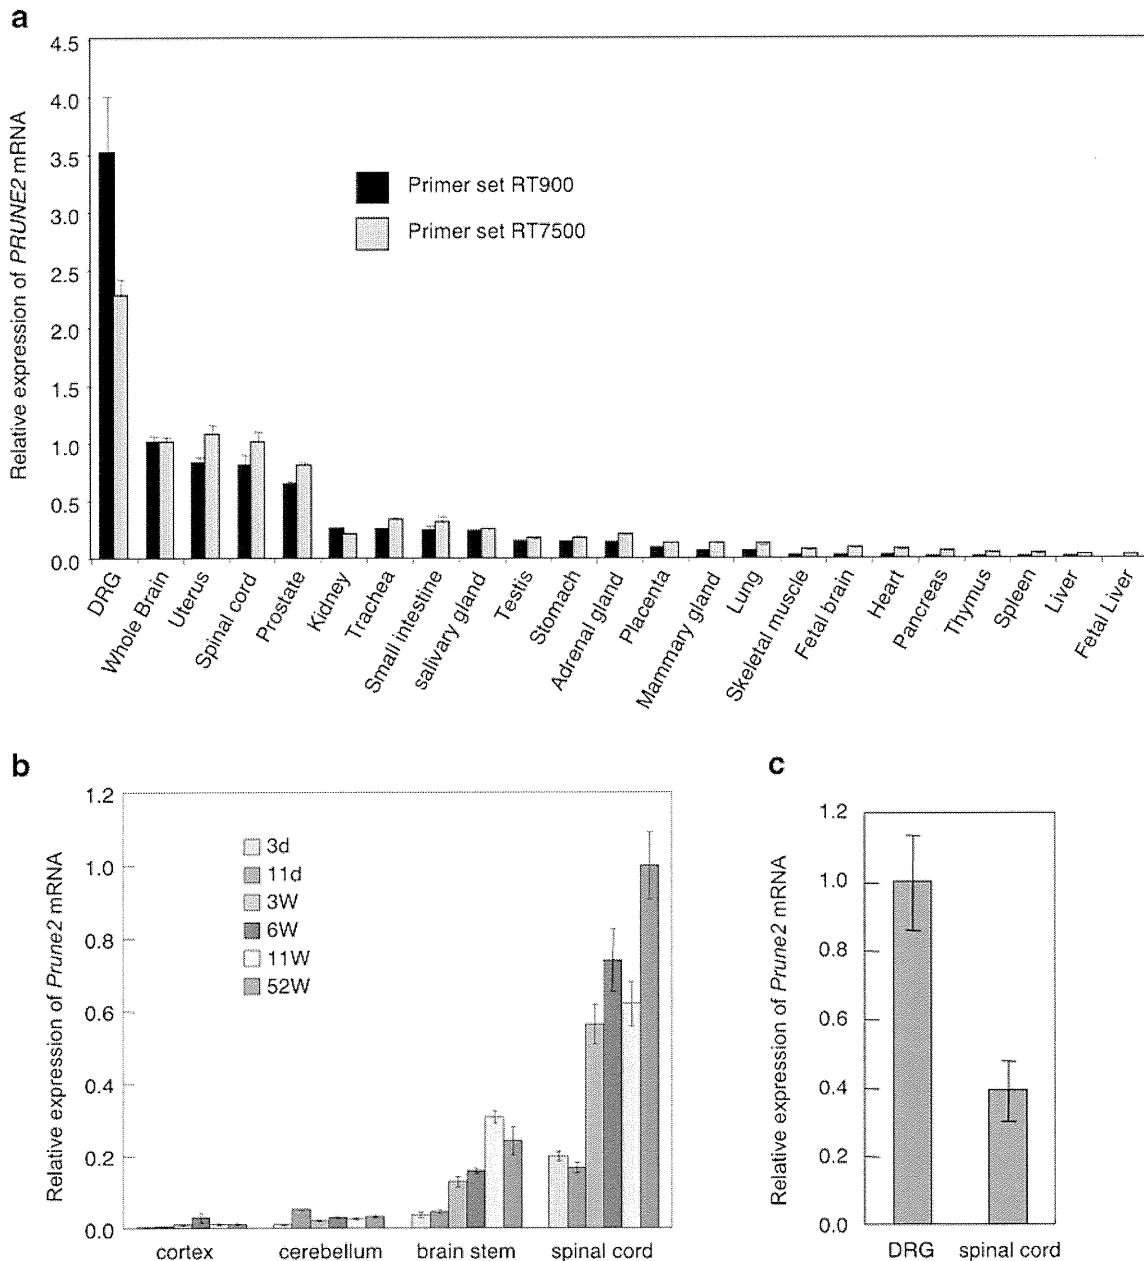 a
Relative expression of PRUNE2 mRNA
4.5
4.0
3.5
3.0
2.5
2.0
1.5
1.0
0.5
0.0
Primer set RT900
Primer set RT7500
DRG
Whole Brain
Uterus
Spinal cord
Prostate
Kidney
Trachea
Small intestine
salivary gland
Testis
Stomach
Adrenal gland
Placenta
Mammary gland
Lung
Skeletal muscle
Fetal brain
Heart
Pancreas
Thymus
Spleen
Liver
Fetal Liver
b
Relative expression of Prune2 mRNA
1.2
1.0
0.8
0.6
0.4
0.2
0.0
3d
11d
3W
6W
11W
52W
cortex
cerebellum
brain stem
spinal cord
c
Relative expression of Prune2 mRNA
1.2
1.0
0.8
0.6
0.4
0.2
0.0
DRG
spinal cord